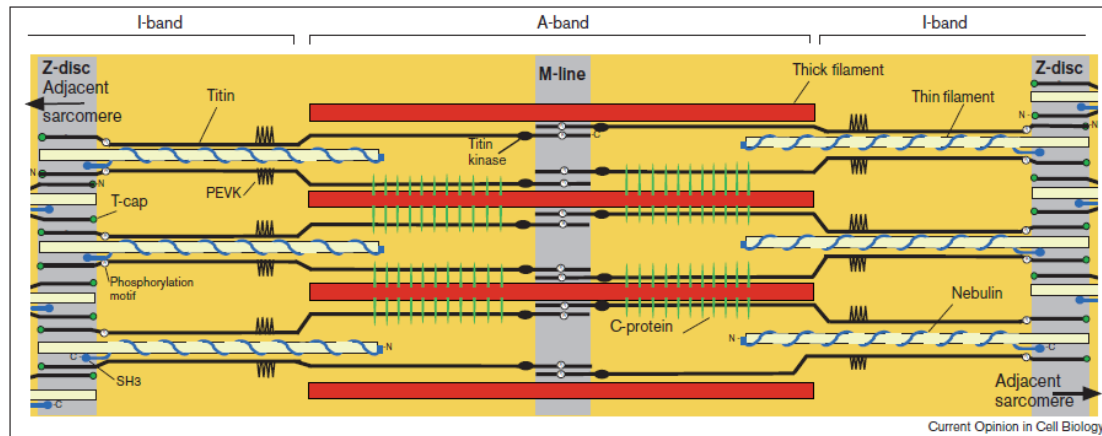 I-band
A-band
I-band
Z-disc
Adjacent
sarcomere
Titin
M-line
Thick filament
Z-disc
Thin filament
N
C
N
N
Titin
kinase
N
N
PEVK
T-cap
Phosphorylation
motif
Nebulin
C-protein
N
N
C
C
SH3
C
Adjacent
sarcomere
Current Opinion in Cell Biology